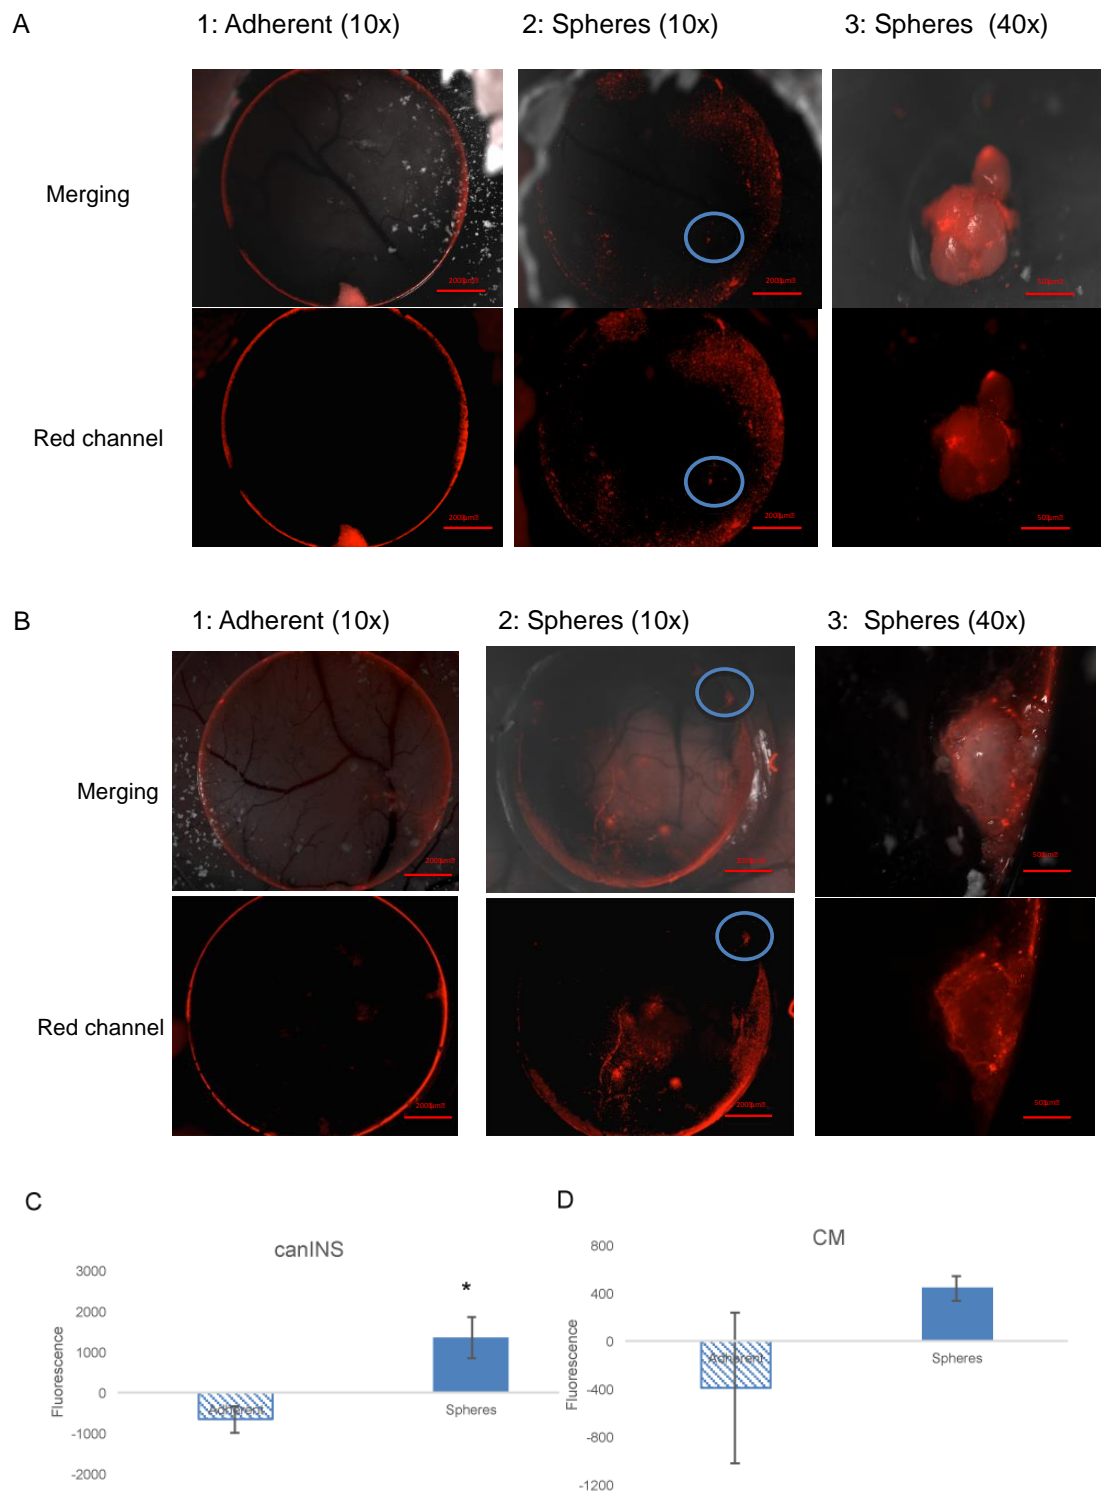 A
1: Adherent (10x)
2: Spheres (10x)
3: Spheres (40x)
Merging
Red channel
B
1: Adherent (10x)
2: Spheres (10x)
3: Spheres (40x)
Merging
Red channel
C
canINS
3000
2000
1000
0
-1000
-2000
Fluorescence
Adherent
Spheres
*
D
CM
800
400
0
-400
-800
-1200
Fluorescence
Adherent
Spheres